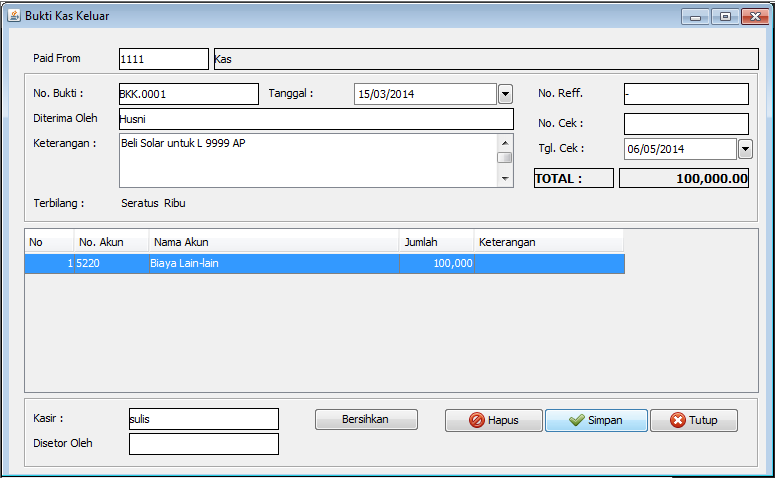 Bukti Kas Keluar
Paid From 1111 Kas
No. Bukti : BKK.0001 Tanggal : 15/03/2014 No. Reff. -
Diterima Oleh Husni No. Cek :
Keterangan : Beli Solar untuk L 9999 AP Tgl. Cek : 06/05/2014
TOTAL : 100,000.00
Terbilang : Seratus Ribu
No No. Akun Nama Akun Jumlah Keterangan
1 5220 Biaya Lain-lain 100,000
Kasir : sulis Bersihkan Hapus Simpan Tutup
Disetor Oleh